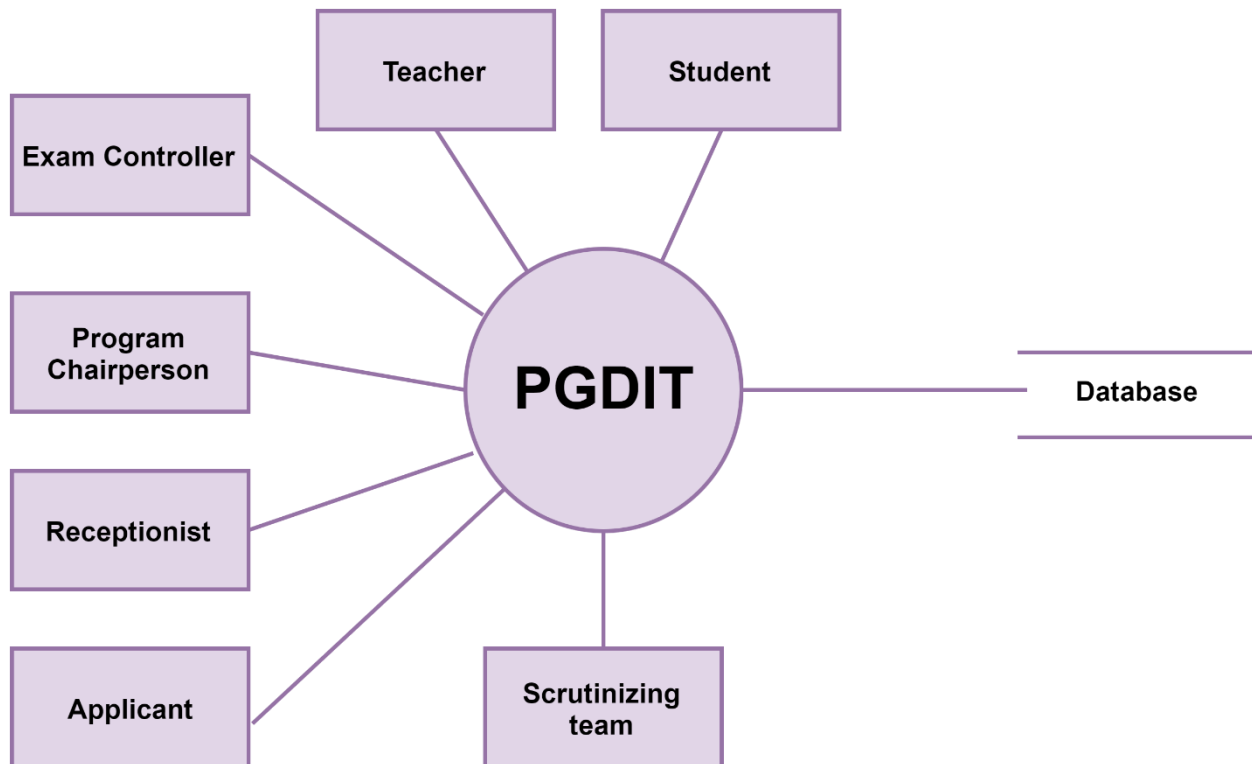 Teacher
Student
Exam Controller
Program
Chairperson
PGDIT
Database
Receptionist
Applicant
Scrutinizing
team